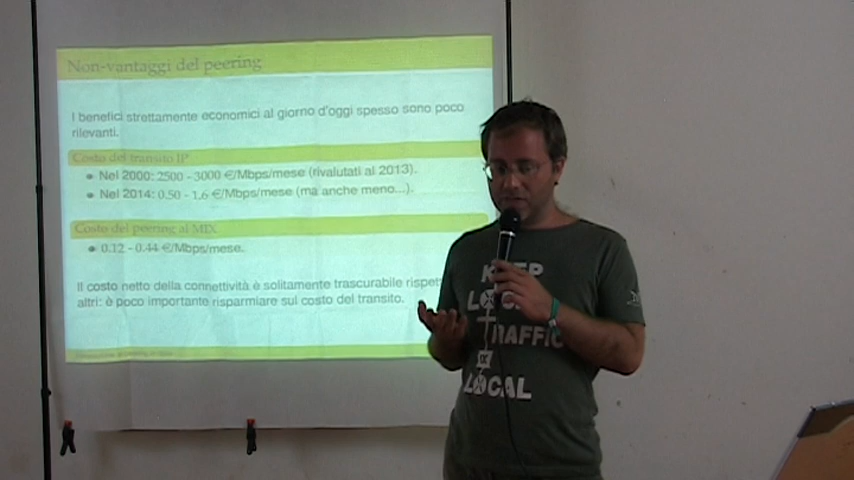 Non-vantaggi del peering
I benefici strettamente economici al giorno d'oggi spesso sono poco
rilevanti.
Costo del transito IP
Nel 2000: 2500 - 3000 €/Mbps/mese (rivalutati al 2013).
Nel 2014: 0.50 - 1.6 €/Mbps/mese (ma anche meno...).
Costo del peering al MIX
0.12 - 0.44 €/Mbps/mese.
Il costo netto della connettività è solitamente trascurabile rispet
altri: è poco importante risparmiare sul costo del transito.
KEEP
LOCAL
TRAFFIC
LOCAL